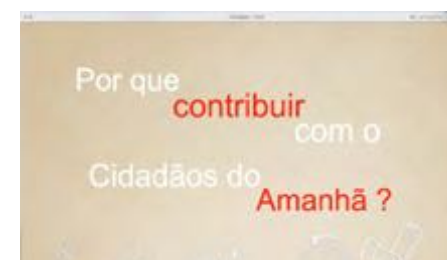 Por que
contribuir
com o
Cidadãos do
Amanhã ?